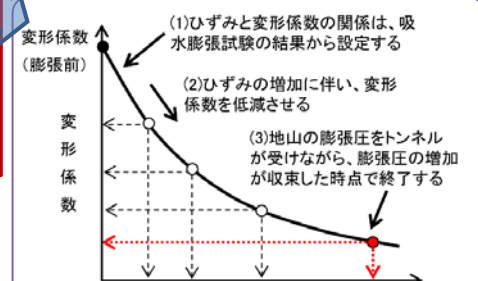 (1)ひずみと変形係数の関係は、吸
水膨張試験の結果から設定する
変形係数
(膨張前)
(2)ひずみの増加に伴い、変形
係数を低減させる
(3)地山の膨張圧をトンネル
が受けながら、膨張圧の増加
が収束した時点で終了する
変
形
係
数